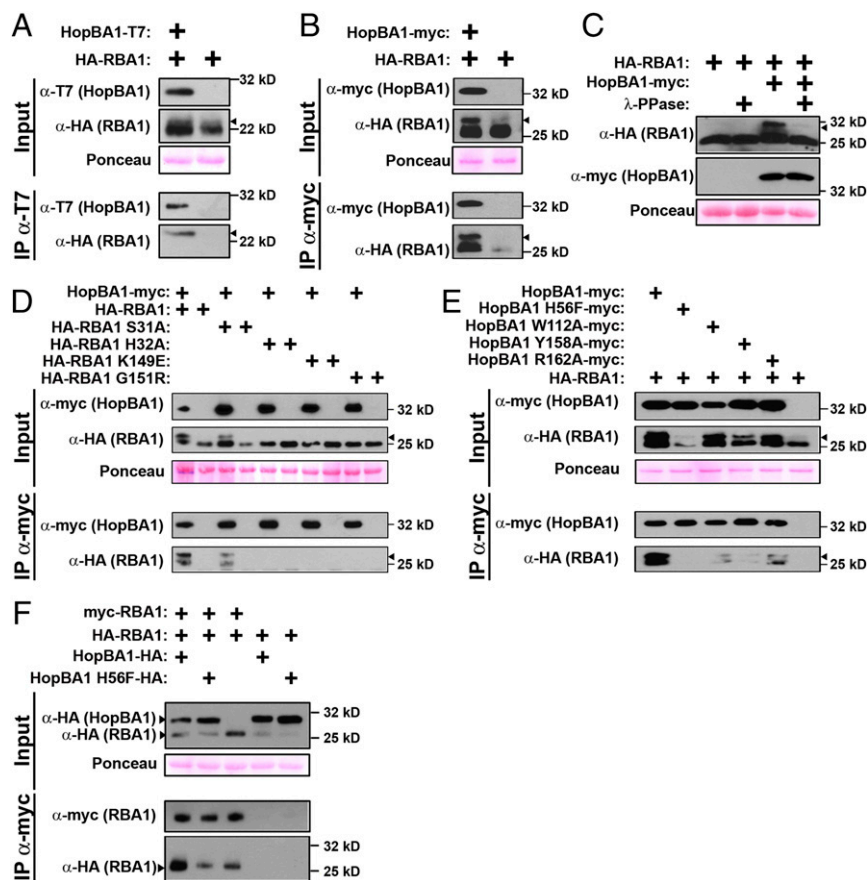 A
HopBA1-T7: +
HA-RBA1: + +
Input
α-T7 (HopBA1) 32 kD
α-HA (RBA1) 22 kD
Ponceau
IP α-T7
α-T7 (HopBA1) 32 kD
α-HA (RBA1) 22 kD
B
HopBA1-myc: +
HA-RBA1: + +
Input
α-myc (HopBA1) 32 kD
α-HA (RBA1) 25 kD
Ponceau
IP α-myc
α-myc (HopBA1) 32 kD
α-HA (RBA1) 25 kD
C
HA-RBA1: + + + +
HopBA1-myc: + +
λ-PPase: + +
α-HA (RBA1) 32 kD
25 kD
α-myc (HopBA1) 32 kD
Ponceau
D
HopBA1-myc: + + + + +
HA-RBA1: + +
HA-RBA1 S31A: + +
HA-RBA1 H32A: + +
HA-RBA1 K149E: + +
HA-RBA1 G151R: + +
Input
α-myc (HopBA1) 32 kD
α-HA (RBA1) 25 kD
Ponceau
IP α-myc
α-myc (HopBA1) 32 kD
α-HA (RBA1) 25 kD
E
HopBA1-myc: +
HopBA1 H56F-myc: +
HopBA1 W112A-myc: +
HopBA1 Y158A-myc: +
HopBA1 R162A-myc: +
HA-RBA1: + + + + + +
Input
α-myc (HopBA1) 32 kD
α-HA (RBA1) 25 kD
Ponceau
IP α-myc
α-myc (HopBA1) 32 kD
α-HA (RBA1) 25 kD
F
myc-RBA1: + + +
HA-RBA1: + + + + +
HopBA1-HA: + +
HopBA1 H56F-HA: + +
Input
α-HA (HopBA1) 32 kD
α-HA (RBA1) 25 kD
Ponceau
IP α-myc
α-myc (RBA1)
32 kD
α-HA (RBA1) 25 kD